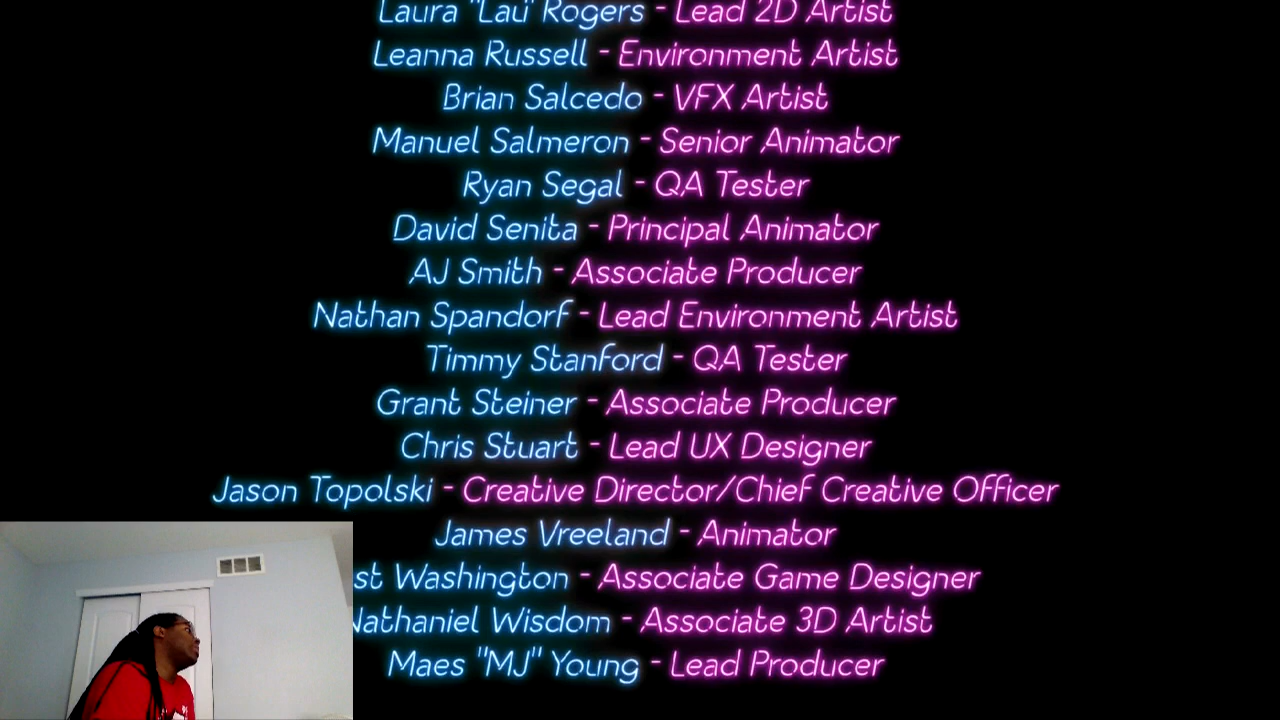 Laura "Lau" Rogers - Lead 2D Artist
Leanna Russell - Environment Artist
Brian Salcedo - VFX Artist
Manuel Salmeron - Senior Animator
Ryan Segal - QA Tester
David Senita - Principal Animator
AJ Smith - Associate Producer
Nathan Spandorf - Lead Environment Artist
Timmy Stanford - QA Tester
Grant Steiner - Associate Producer
Chris Stuart - Lead UX Designer
Jason Topolski - Creative Director/Chief Creative Officer
James Vreeland - Animator
st Washington - Associate Game Designer
Nathaniel Wisdom - Associate 3D Artist
Maes "MJ" Young - Lead Producer